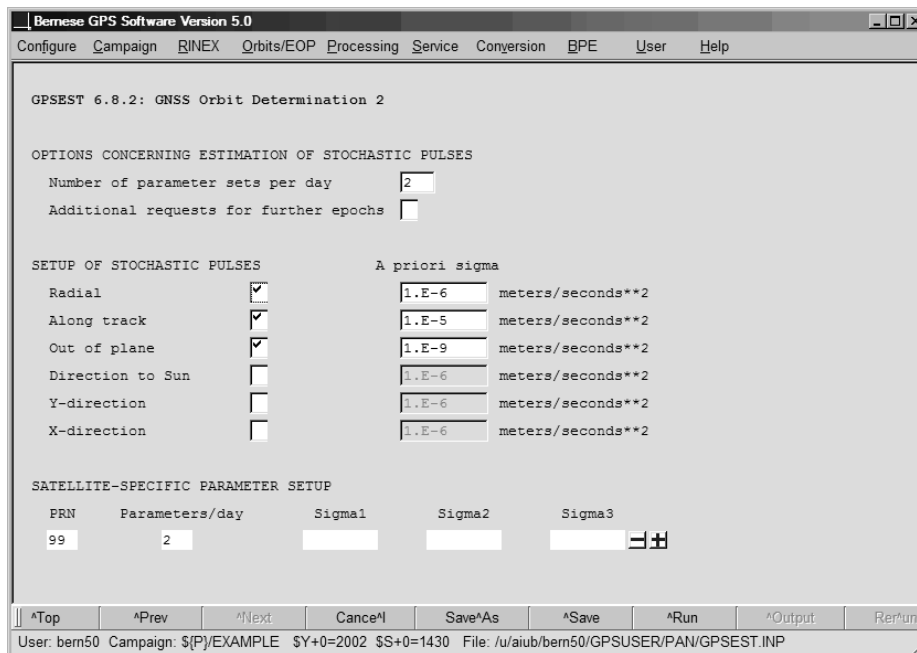 Bernese GPS Software Version 5.0
Configure Campaign RINEX Orbits/EOP Processing Service Conversion BPE User Help
GPSEST 6.8.2: GNSS Orbit Determination 2
OPTIONS CONCERNING ESTIMATION OF STOCHASTIC PULSES
Number of parameter sets per day 2
Additional requests for further epochs
SETUP OF STOCHASTIC PULSES A priori sigma
Radial 1.E-6 meters/seconds**2
Along track 1.E-5 meters/seconds**2
Out of plane 1.E-9 meters/seconds**2
Direction to Sun 1.E-6 meters/seconds**2
Y-direction 1.E-6 meters/seconds**2
X-direction 1.E-6 meters/seconds**2
SATELLITE-SPECIFIC PARAMETER SETUP
PRN Parameters/day Sigma1 Sigma2 Sigma3
99 2
^Top ^Prev ^Next Cance^l Save^As ^Save ^Run ^Output Rer^un
User: bern50 Campaign: ${P}/EXAMPLE $Y+0=2002 $S+0=1430 File: /u/aiub/bern50/GPSUSER/PAN/GPSEST.INP